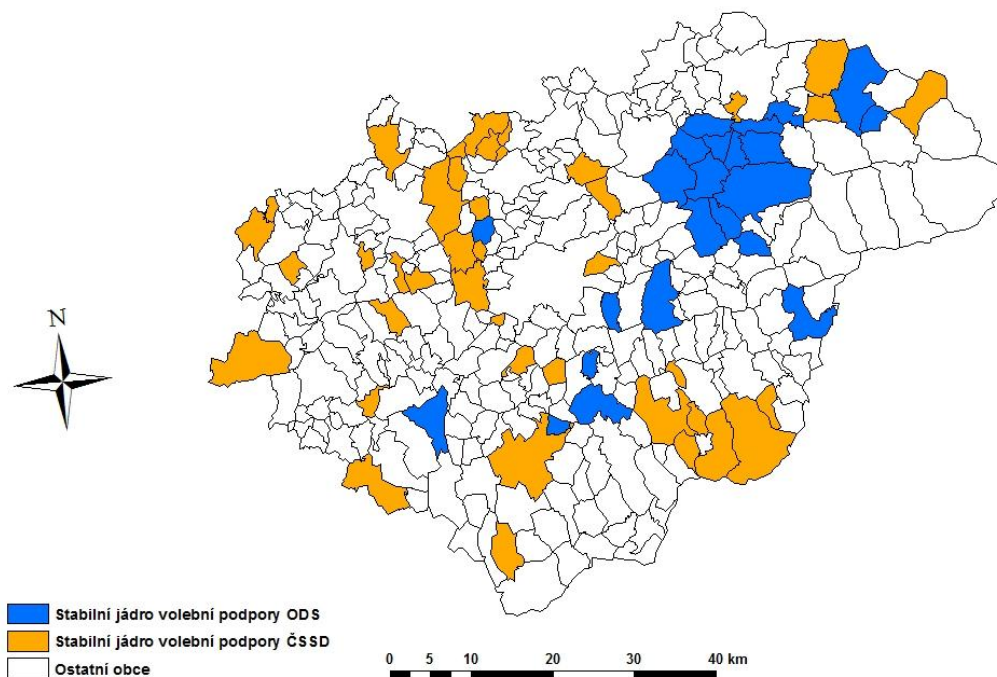 N
Stabilní jádro volební podpory ODS
Stabilní jádro volební podpory ČSSD
Ostatní obce
0 5 10 20 30 40 km